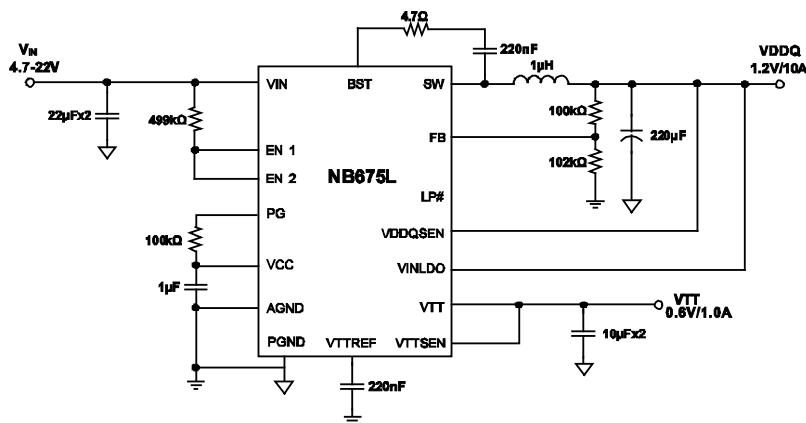 4.7Ω
V_IN
4.7-22V
220nF
1µH
VDDQ
1.2V/10A
VIN
BST
SW
22µFx2
499kΩ
100kΩ
220µF
EN 1
FB
EN 2
NB675L
102kΩ
LP#
PG
100kΩ
VDDQSEN
VCC
VINLDO
1µF
AGND
VTT
VTT
0.6V/1.0A
PGND
VTTREF
VTTSEN
10µFx2
220nF